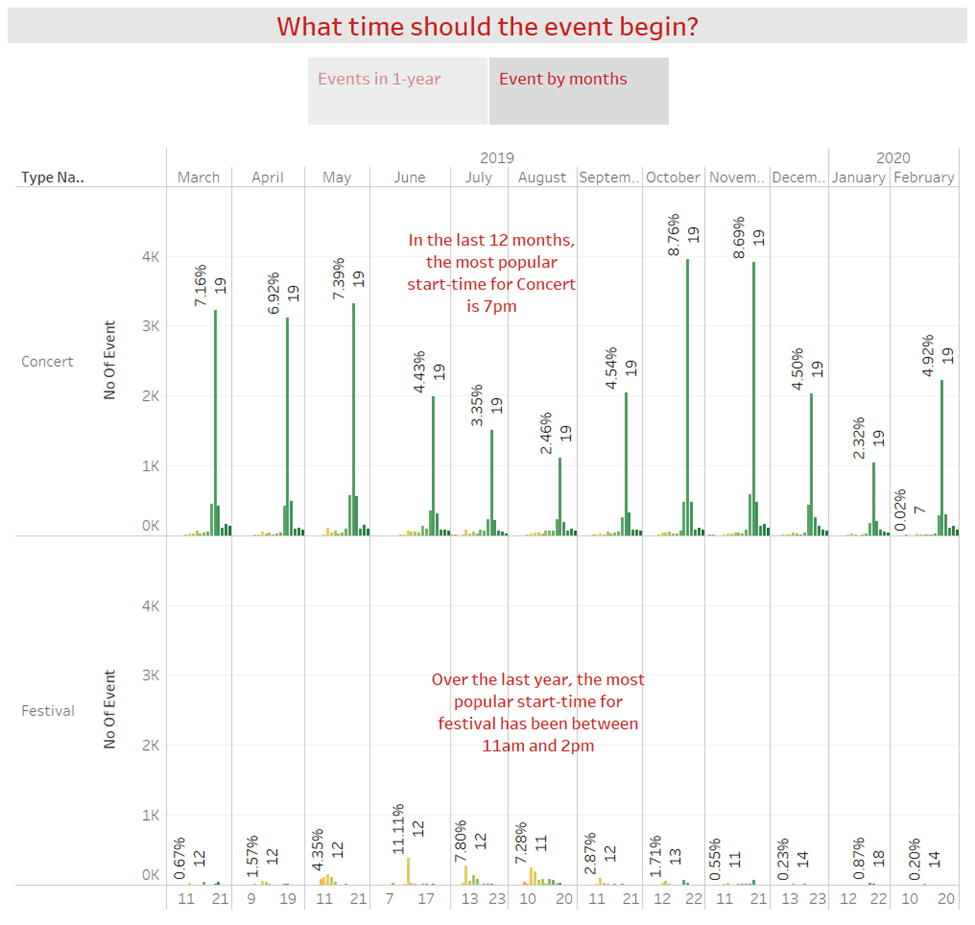 What time should the event begin?
Events in 1-year
Event by months
2019 2020
Type Na.. March April May June July August Septem.. October Novem.. Decem.. January February
Concert
No Of Event
4K
3K
2K
1K
0K
In the last 12 months,
the most popular
start-time for Concert
is 7pm
7.16% 19
6.92% 19
7.39% 19
4.43% 19
3.35% 19
2.46% 19
4.54% 19
8.76% 19
8.69% 19
4.50% 19
2.32% 19
0.02% 7
4.92% 19
Festival
No Of Event
4K
3K
2K
1K
0K
Over the last year, the most
popular start-time for
festival has been between
11am and 2pm
0.67% 12
1.57% 12
4.35% 12
11.11% 12
7.80% 12
7.28% 11
2.87% 12
1.71% 13
0.55% 11
0.23% 14
0.87% 18
0.20% 14
11 21 9 19 11 21 7 17 13 23 10 20 11 21 12 22 11 21 13 23 12 22 10 20